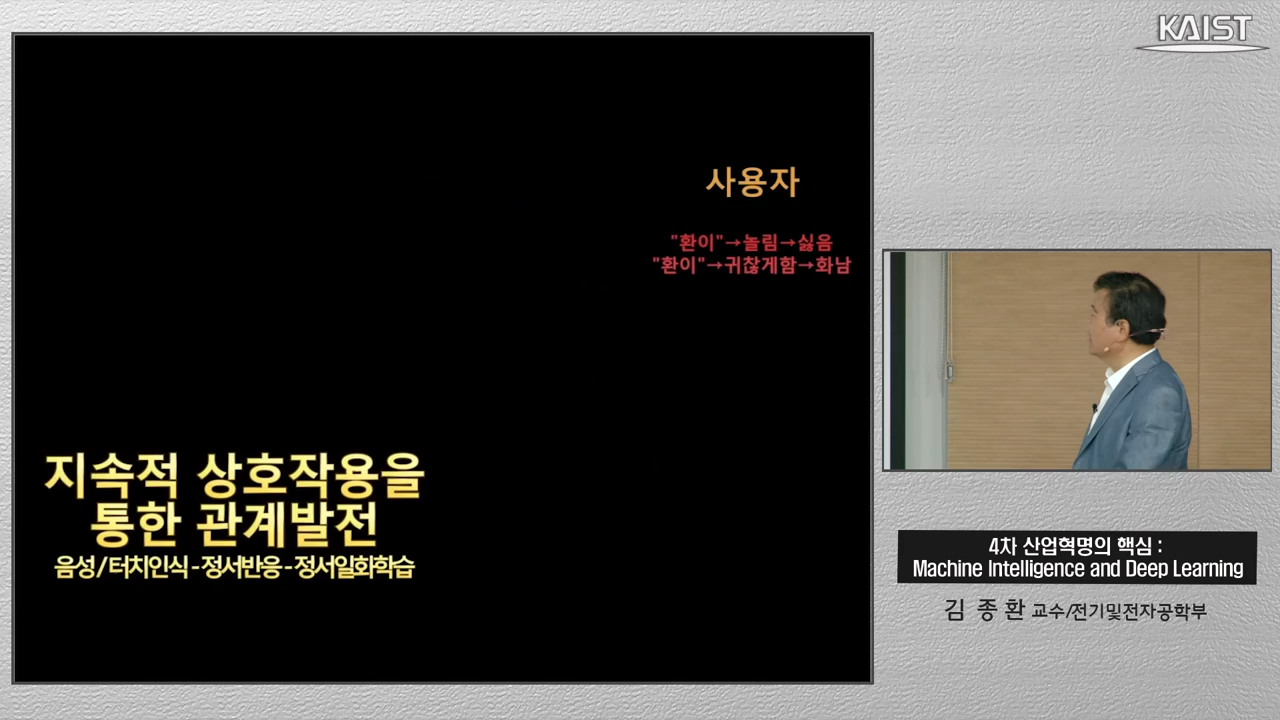 KAIST
사용자
"환이"→놀림→싫음
"환이"→귀찮게함→화남
지속적 상호작용을
통한 관계발전
음성/터치인식-정서반응-정서일화학습
4차 산업혁명의 핵심 :
Machine Intelligence and Deep Learning
김 종 환 교수/전기및전자공학부